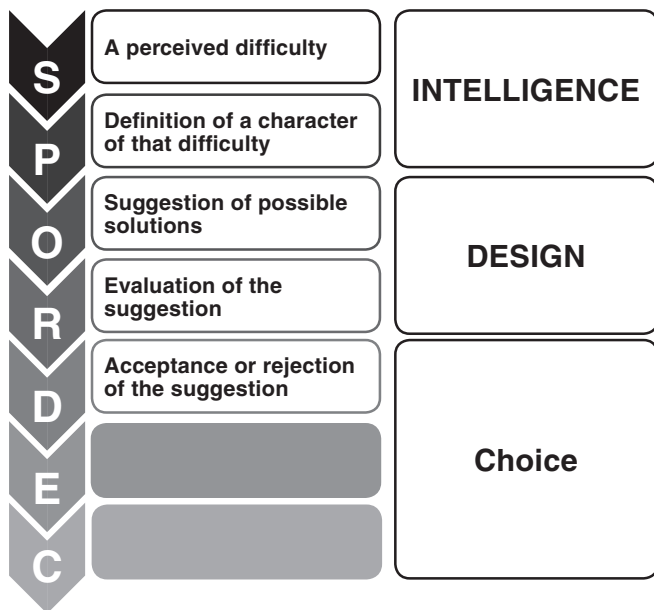 S
A perceived difficulty
INTELLIGENCE
P
Definition of a character
of that difficulty
O
Suggestion of possible
solutions
DESIGN
R
Evaluation of the
suggestion
D
Acceptance or rejection
of the suggestion
Choice
E
C